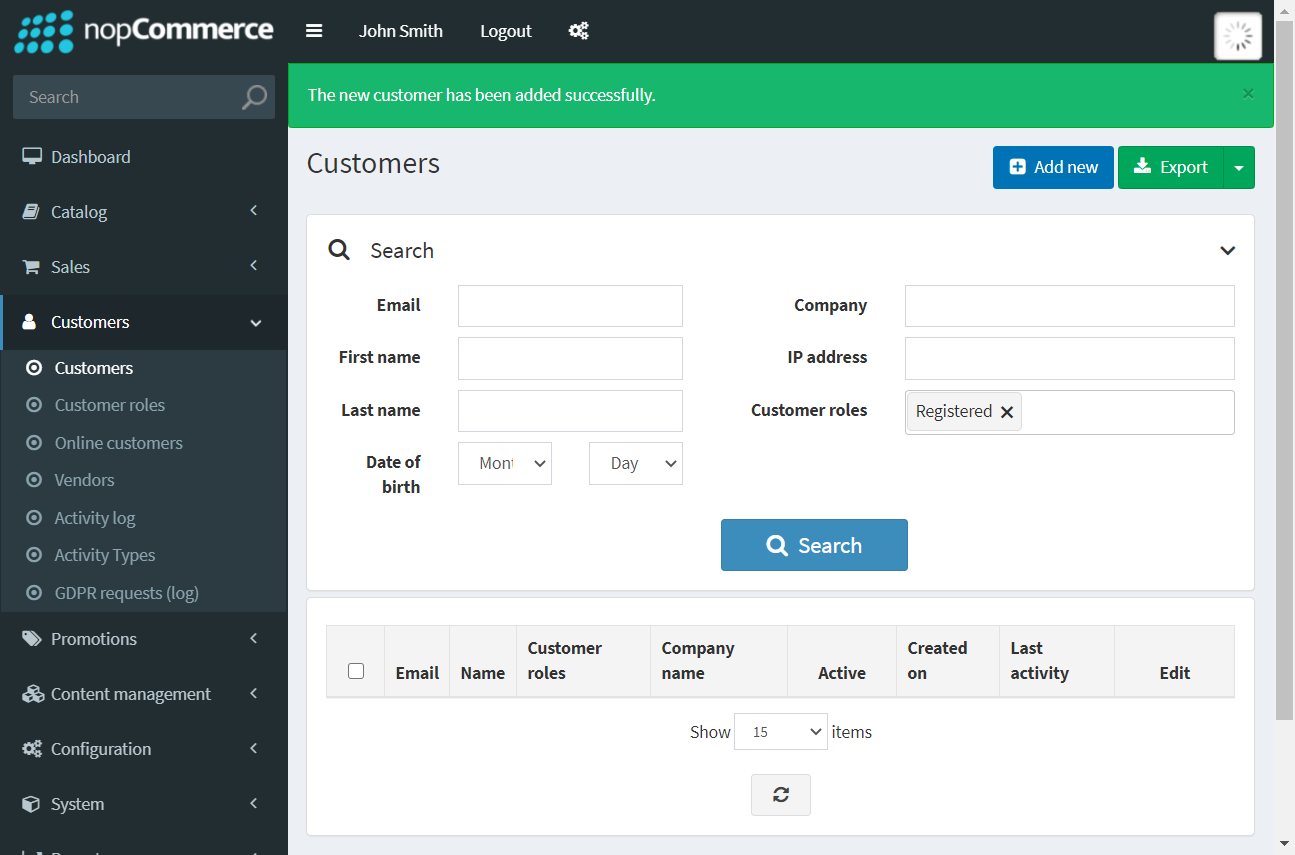 nopCommerce
John Smith
Logout
Search
The new customer has been added successfully.
×
Dashboard
Catalog
Sales
Customers
Customers
Customer roles
Online customers
Vendors
Activity log
Activity Types
GDPR requests (log)
Promotions
Content management
Configuration
System
Customers
Add new
Export
Search
Email
Company
First name
IP address
Last name
Customer roles
Registered
Date of
birth
Day
Search
Email
Name
Customer
roles
Company
name
Active
Created
on
Last
activity
Edit
Show 15 items